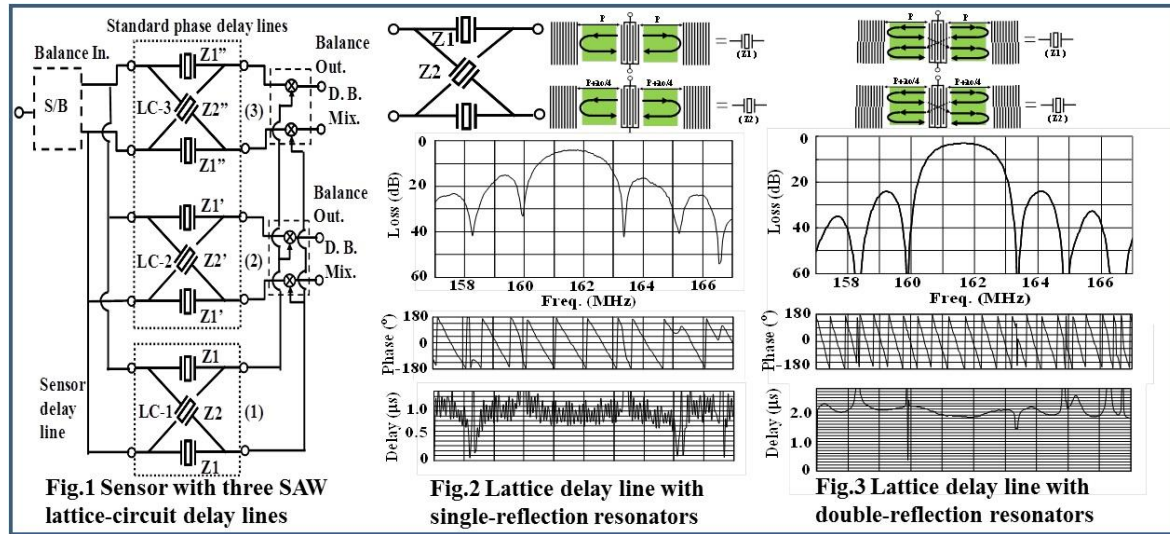 Standard phase delay lines
Balance In.
S/B
Z1”
LC-3
Z2”
(3)
Z1”
Balance
Out.
D. B.
Mix.
Z1’
LC-2
Z2’
(2)
Z1’
Balance
Out.
D. B.
Mix.
Sensor
delay
line
Z1
LC-1
Z2
(1)
Z1
Fig.1 Sensor with three SAW
lattice-circuit delay lines
Z1
Z2
P P
(Z1)
P+λ0/4 P+λ0/4
(Z2)
Loss (dB)
0
20
40
60
158 160 162 164 166
Freq. (MHz)
Phase (°)
180
0
-180
Delay (μs)
1.0
0.5
0
Fig.2 Lattice delay line with
single-reflection resonators
P P
(Z1)
P+λ0/4 P+λ0/4
(Z2)
Loss (dB)
0
20
40
60
158 160 162 164 166
Freq. (MHz)
Phase (°)
180
0
-180
Delay (μs)
2.0
1.0
0
Fig.3 Lattice delay line with
double-reflection resonators